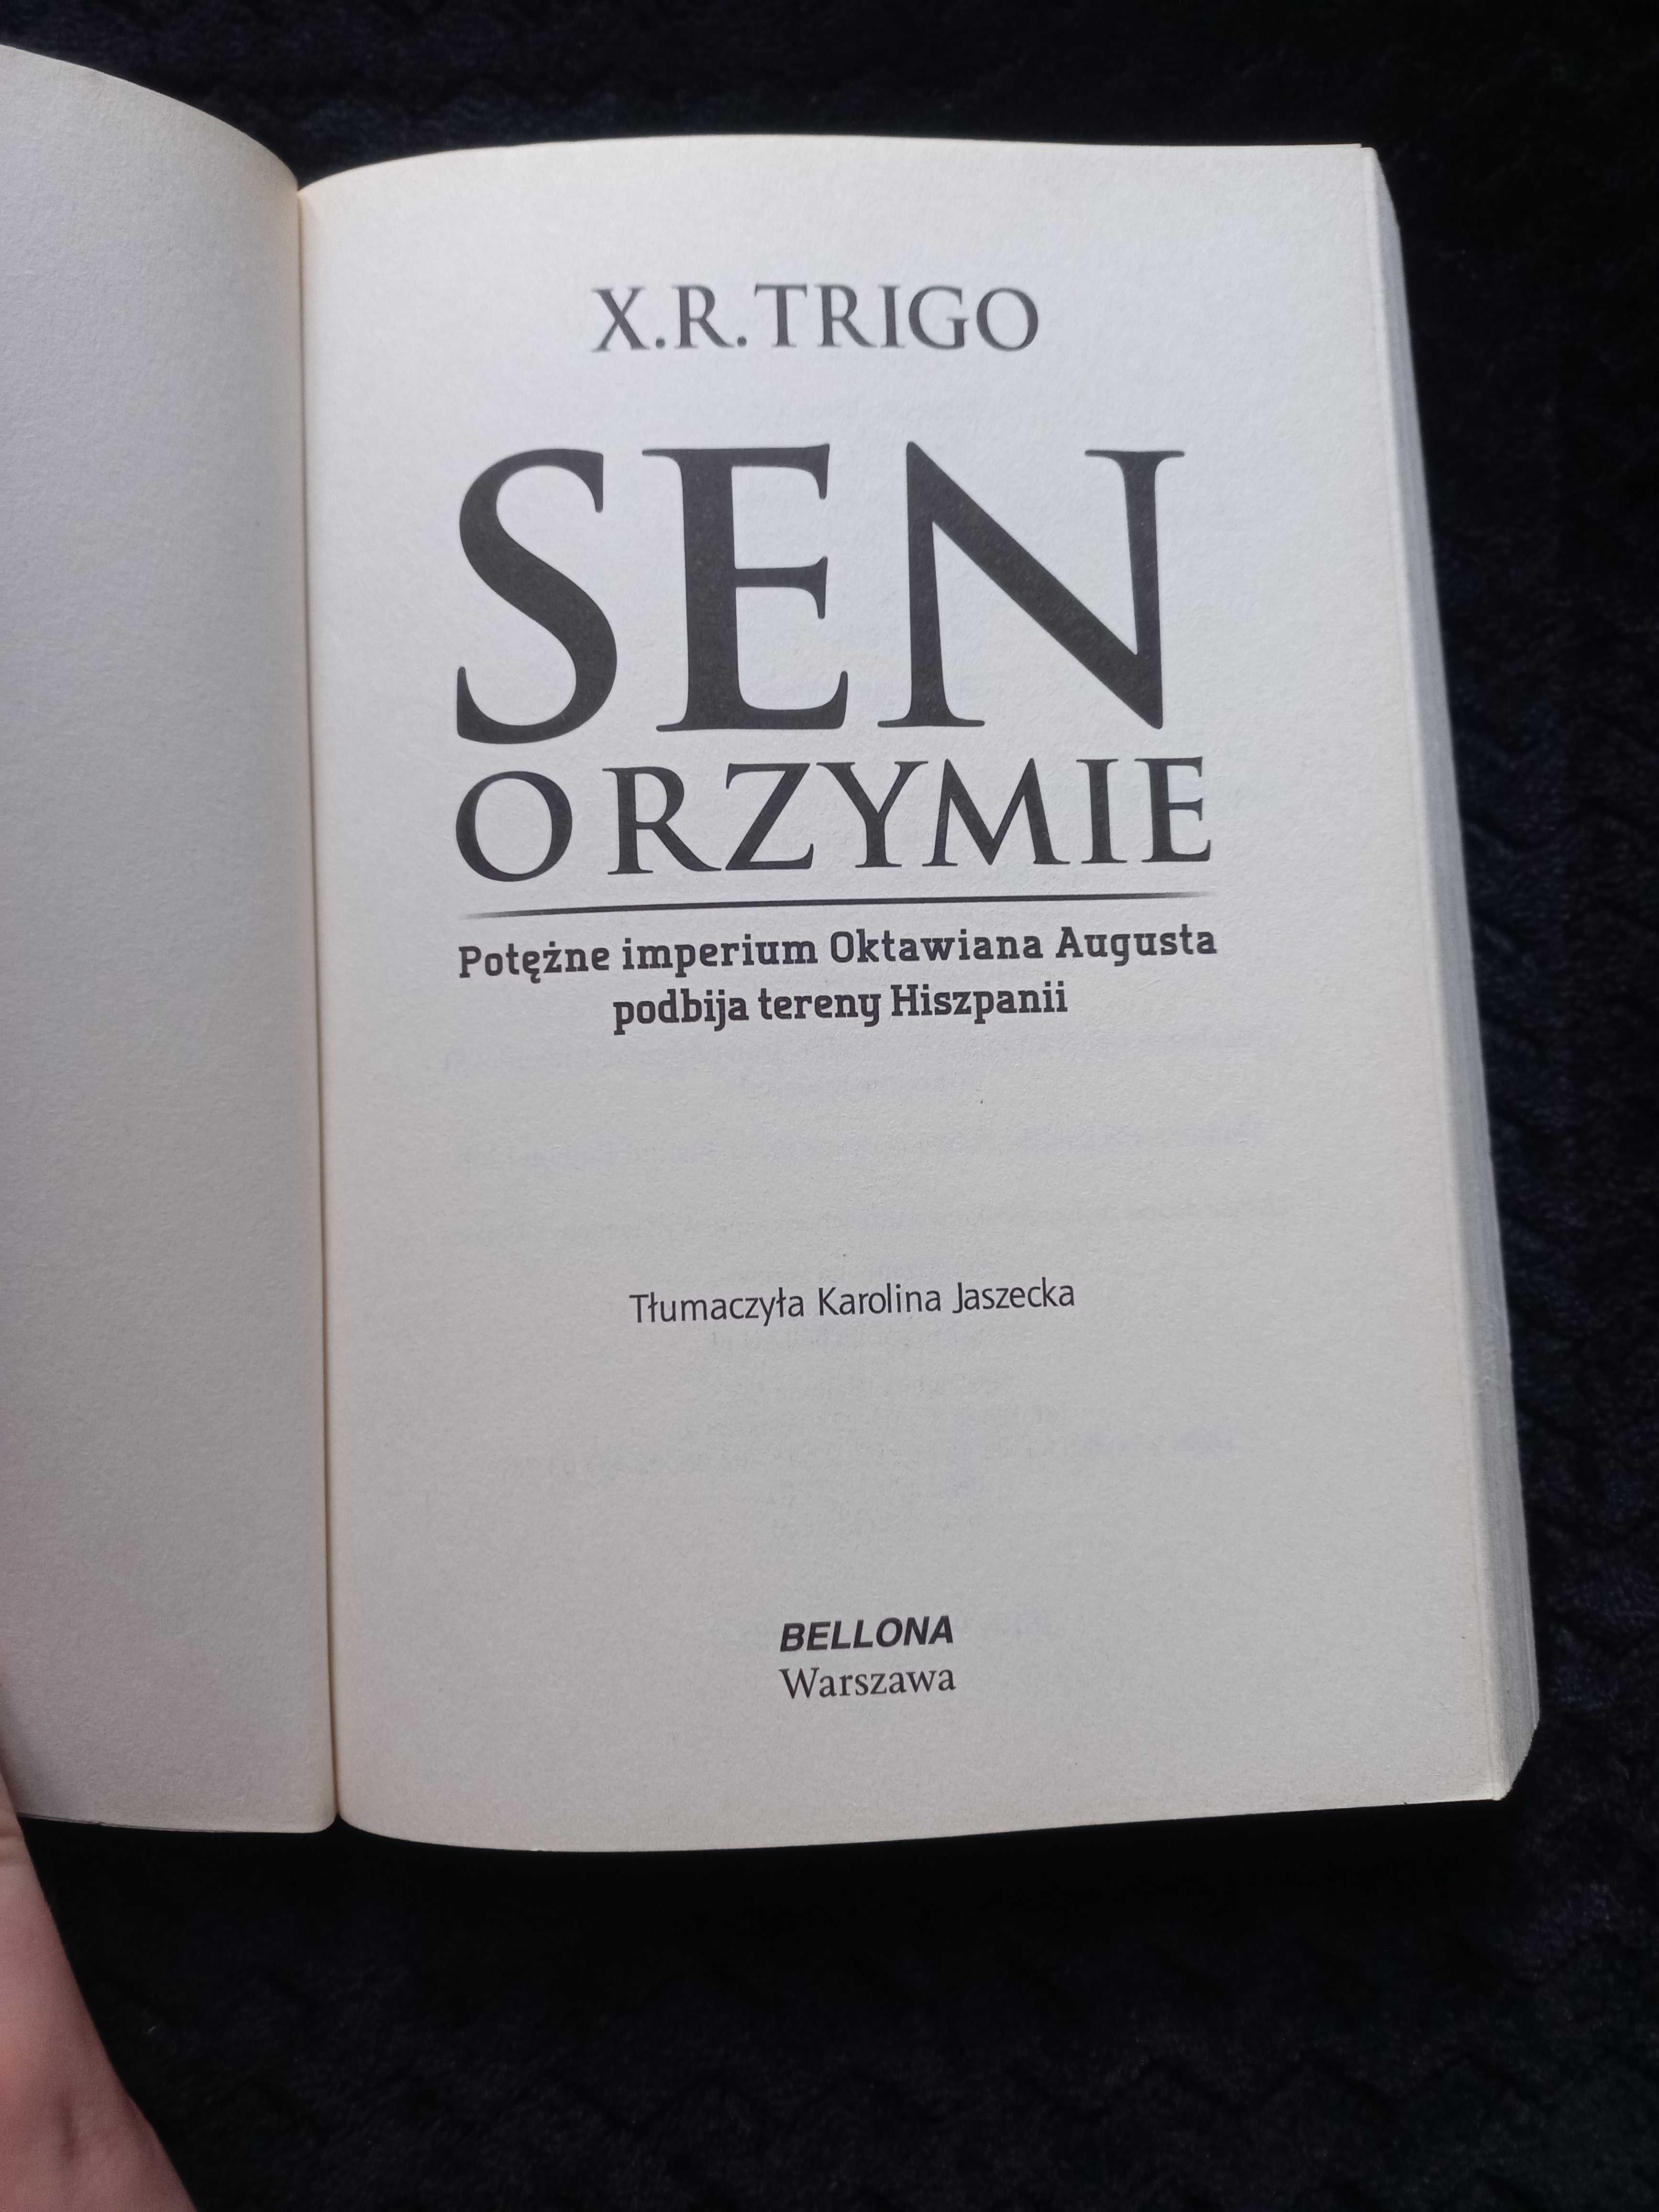 X.R. TRIGO
SEN
O RZYMIE
Potężne imperium Oktawiana Augusta
podbija tereny Hiszpanii
Tłumaczyła Karolina Jaszecka
BELLONA
Warszawa